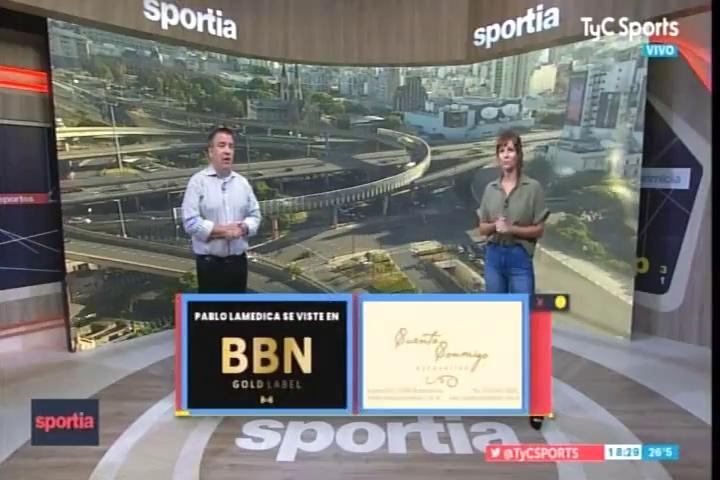 sportia
sportia
TyC Sports
VIVO
PABLO LAMEDICA SE VISTE EN
BBN
GOLD LABEL
Cuento
Conmigo
sportia
sportia
@TyCSPORTS
18:29
26°5